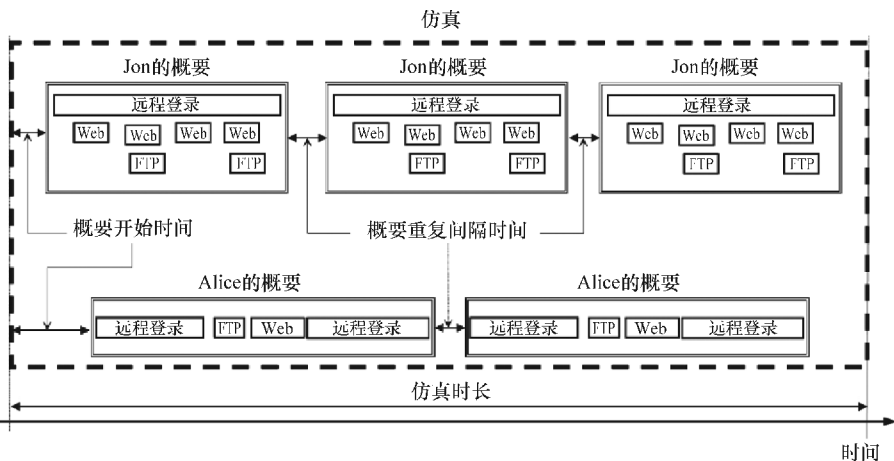 仿真
Jon的概要 Jon的概要 Jon的概要
远程登录 远程登录 远程登录
Web Web Web Web Web Web Web Web Web Web Web Web
FTP FTP FTP FTP FTP FTP
概要开始时间 概要重复间隔时间
Alice的概要 Alice的概要
远程登录 FTP Web 远程登录 远程登录 FTP Web 远程登录
仿真时长
时间